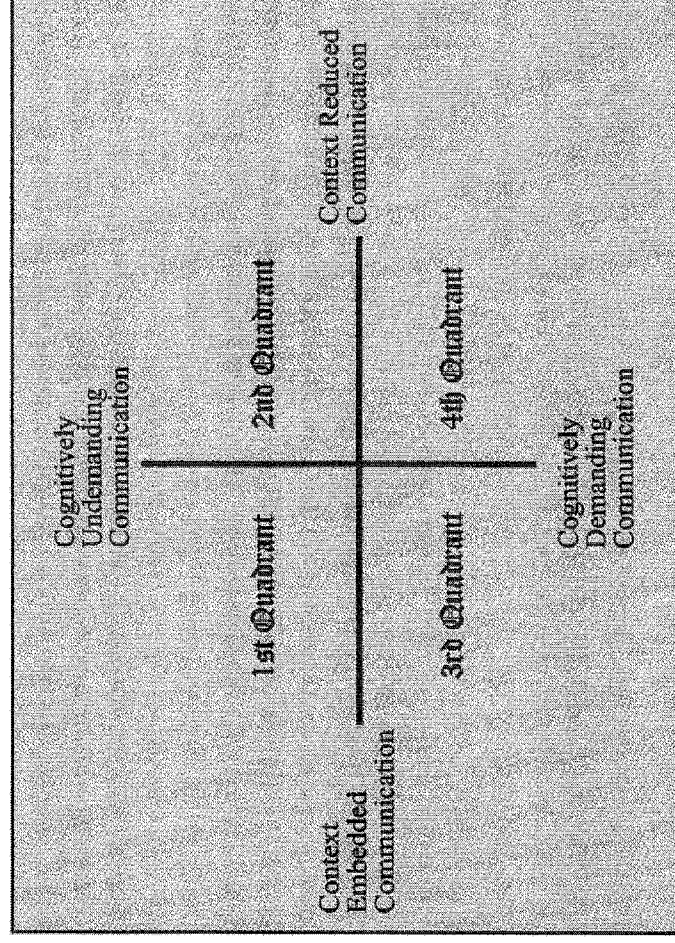 Cognitively
Undemanding
Communication
1st Quadrant
2nd Quadrant
Context
Embedded
Communication
Context Reduced
Communication
3rd Quadrant
4th Quadrant
Cognitively
Demanding
Communication